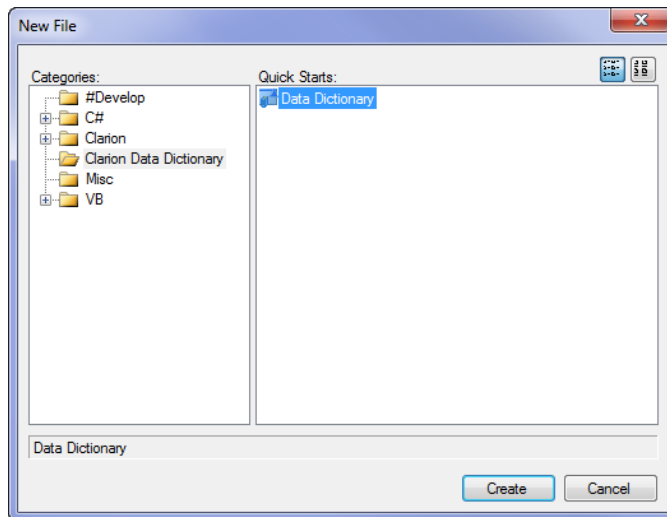 New File
Categories:
Quick Starts:
#Develop
C#
Clarion
Clarion Data Dictionary
Misc
VB
Data Dictionary
Data Dictionary
Create
Cancel